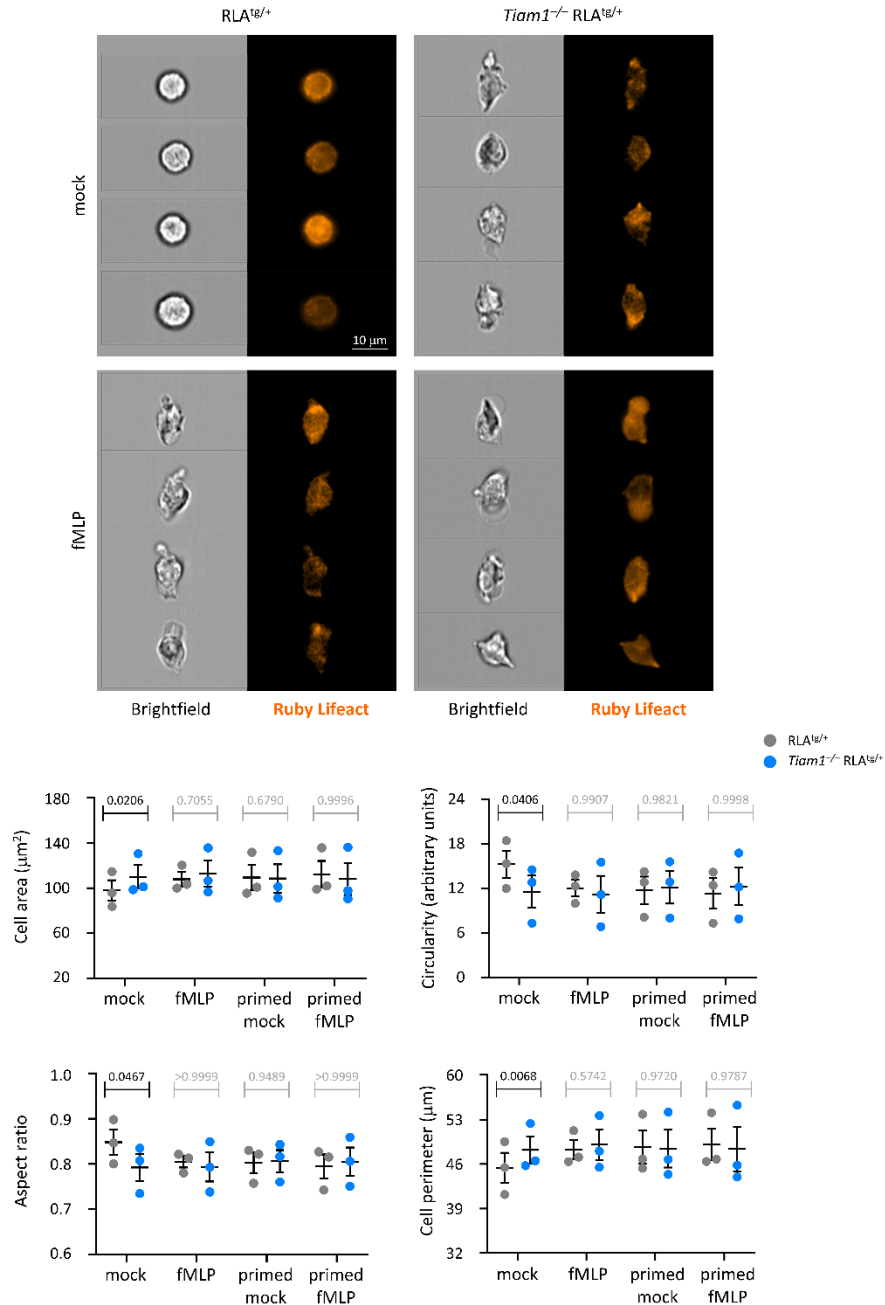 RLA^tg/+
Tiam1^–/– RLA^tg/+
mock
10 μm
fMLP
Brightfield
Ruby Lifeact
Brightfield
Ruby Lifeact
RLA^tg/+
Tiam1^–/– RLA^tg/+
Cell area (μm²)
180
140
100
60
20
0.0206
0.7055
0.6790
0.9996
mock
fMLP
primed
mock
primed
fMLP
Circularity (arbitrary units)
24
18
12
6
0
0.0406
0.9907
0.9821
0.9998
mock
fMLP
primed
mock
primed
fMLP
Aspect ratio
1.0
0.9
0.8
0.7
0.6
0.0467
>0.9999
0.9489
>0.9999
mock
fMLP
primed
mock
primed
fMLP
Cell perimeter (μm)
60
53
46
39
32
0.0068
0.5742
0.9720
0.9787
mock
fMLP
primed
mock
primed
fMLP